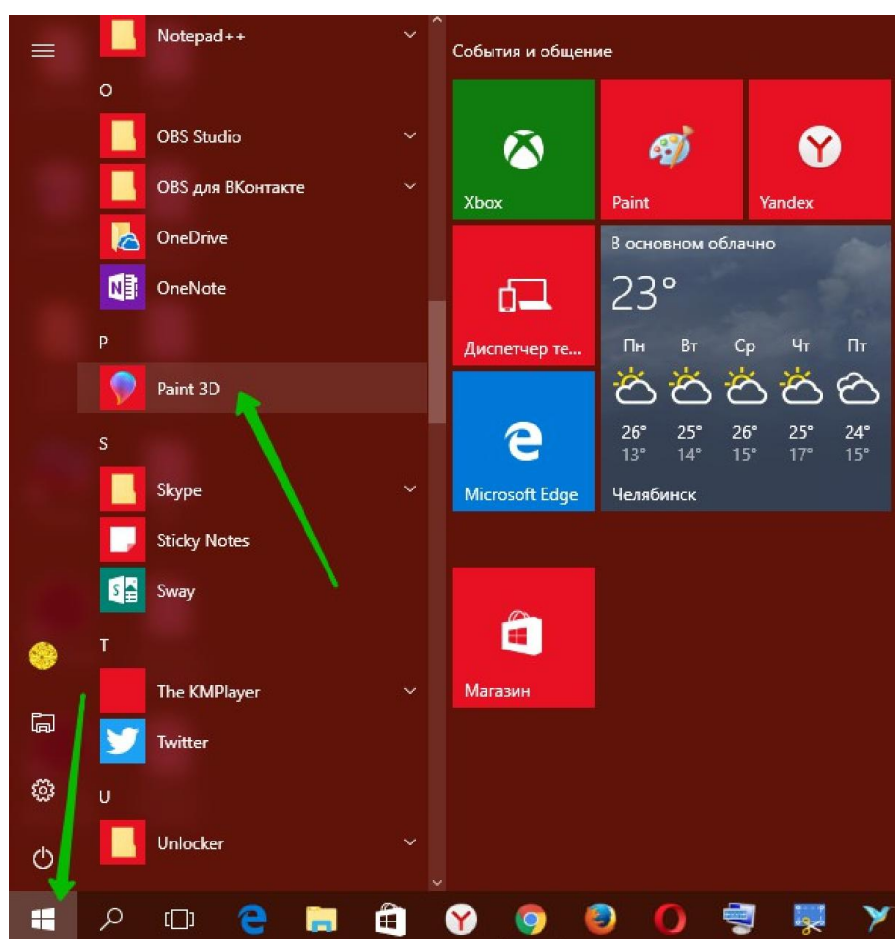 Notepad++
O
OBS Studio
OBS для ВКонтакте
OneDrive
OneNote
P
Paint 3D
S
Skype
Sticky Notes
Sway
T
The KMPlayer
Twitter
U
Unlocker
События и общение
Xbox
Paint
Yandex
Диспетчер те...
В основном облачно
23°
Пн Вт Ср Чт Пт
26° 25° 26° 25° 24°
13° 14° 15° 17° 15°
Челябинск
Microsoft Edge
Магазин